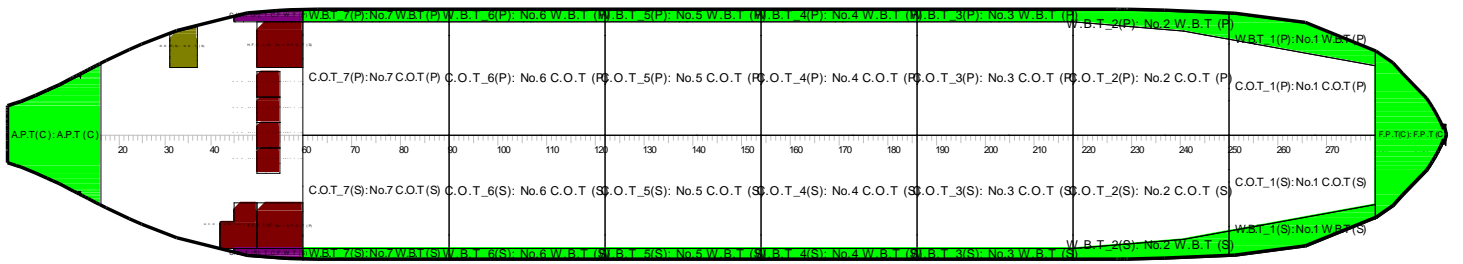 W.B.T_7(P): No.7 W.B.T (P) W.B.T_6(P): No.6 W.B.T (P) W.B.T_5(P): No.5 W.B.T (P) W.B.T_4(P): No.4 W.B.T (P) W.B.T_3(P): No.3 W.B.T (P)
W.B.T_2(P): No.2 W.B.T (P)
W.B.T_1(P): No.1 W.B.T (P)
C.O.T_7(P): No.7 C.O.T (P) C.O.T_6(P): No.6 C.O.T (P) C.O.T_5(P): No.5 C.O.T (P) C.O.T_4(P): No.4 C.O.T (P) C.O.T_3(P): No.3 C.O.T (P) C.O.T_2(P): No.2 C.O.T (P)
C.O.T_1(P): No.1 C.O.T (P)
A.P.T(C): A.P.T (C) F.P.T(C): F.P.T (C)
20 30 40 60 70 80 90 100 110 120 130 140 150 160 170 180 190 200 210 220 230 240 250 260 270
C.O.T_1(S): No.1 C.O.T (S)
C.O.T_7(S): No.7 C.O.T (S) C.O.T_6(S): No.6 C.O.T (S) C.O.T_5(S): No.5 C.O.T (S) C.O.T_4(S): No.4 C.O.T (S) C.O.T_3(S): No.3 C.O.T (S) C.O.T_2(S): No.2 C.O.T (S)
W.B.T_1(S): No.1 W.B.T (S)
W.B.T_2(S): No.2 W.B.T (S)
W.B.T_7(S): No.7 W.B.T (S) W.B.T_6(S): No.6 W.B.T (S) W.B.T_5(S): No.5 W.B.T (S) W.B.T_4(S): No.4 W.B.T (S) W.B.T_3(S): No.3 W.B.T (S)